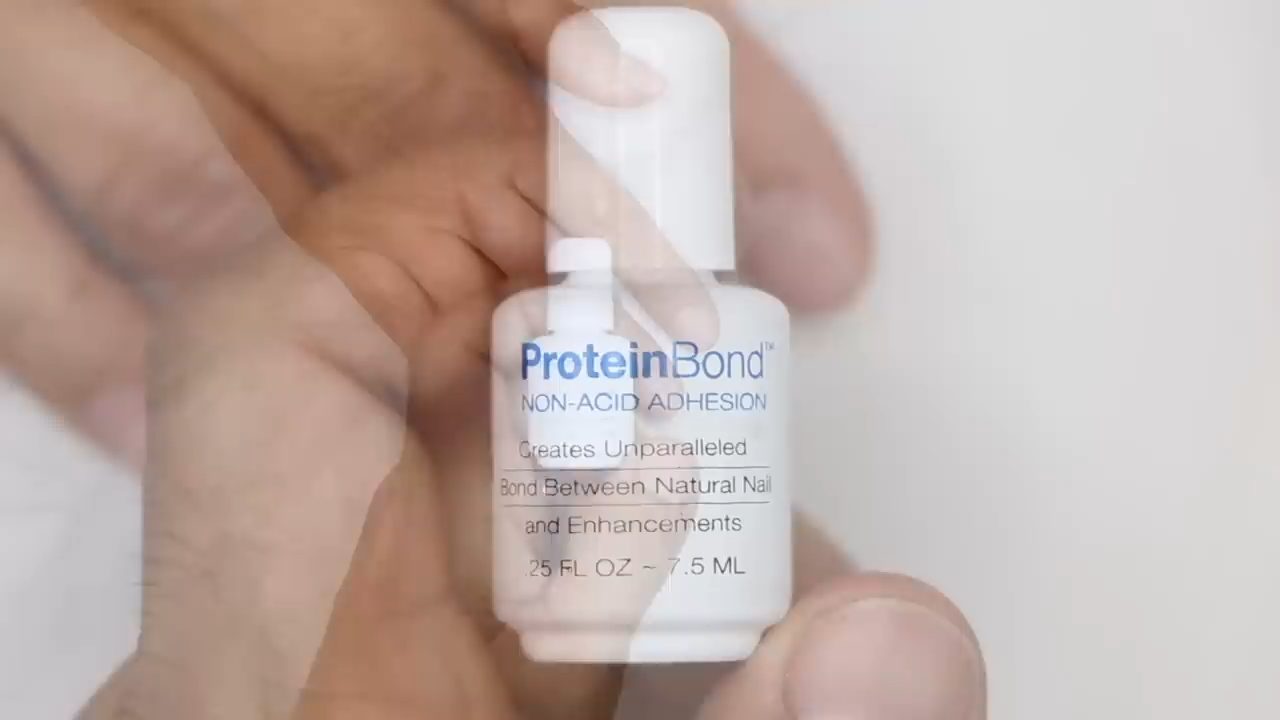 ProteinBond™
NON-ACID ADHESION
Creates Unparalleled
Bond Between Natural Nail
and Enhancements
.25 FL OZ ~ 7.5 ML